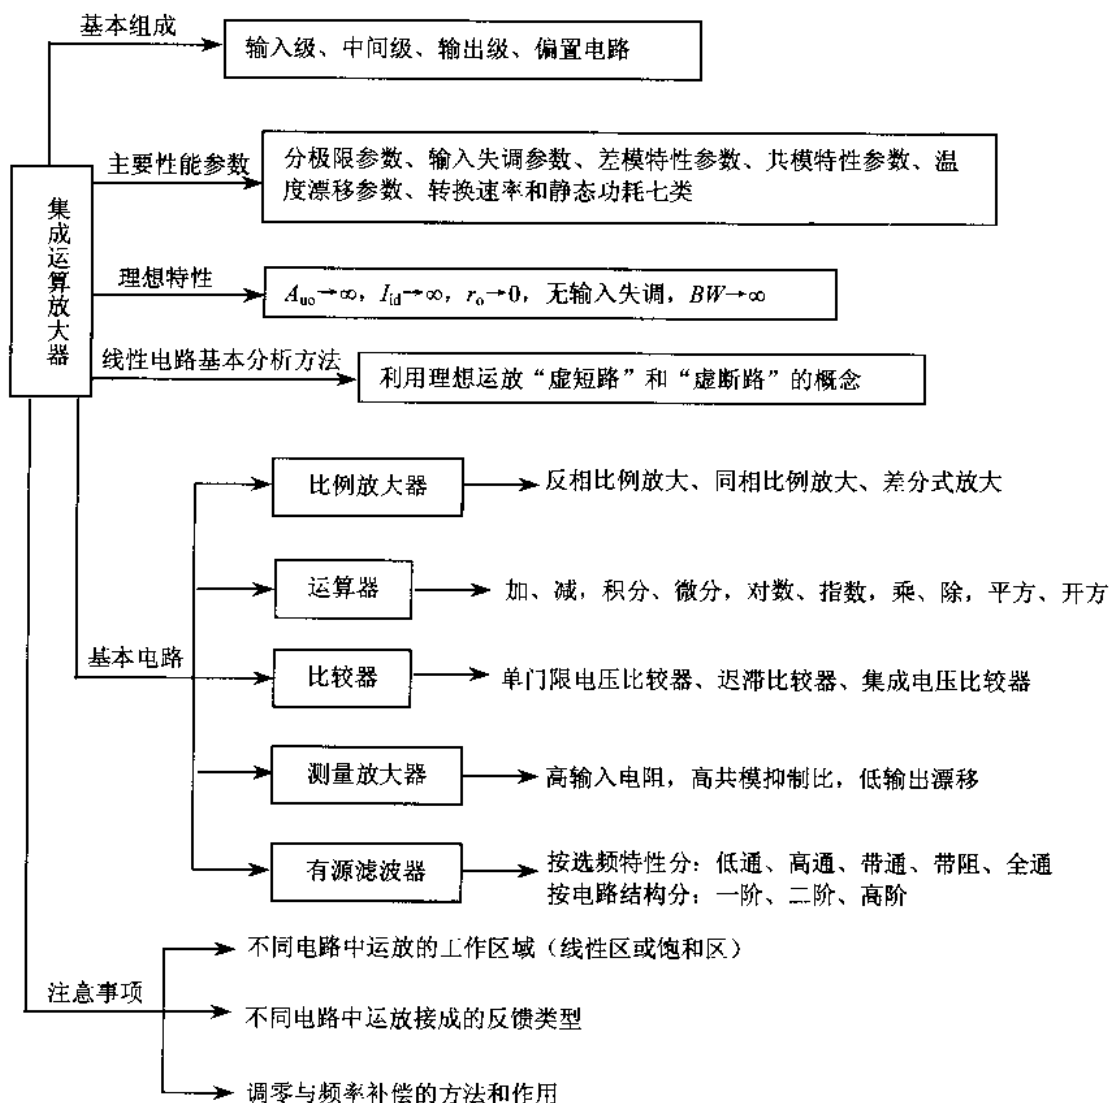 基本组成
输入级、中间级、输出级、偏置电路
主要性能参数
分极限参数、输入失调参数、差模特性参数、共模特性参数、温
度漂移参数、转换速率和静态功耗七类
集成运算放大器
理想特性
A_uo→∞，I_id→∞，r_o→0，无输入失调，BW→∞
线性电路基本分析方法
利用理想运放“虚短路”和“虚断路”的概念
比例放大器
反相比例放大、同相比例放大、差分式放大
运算器
加、减，积分、微分，对数、指数，乘、除，平方、开方
基本电路
比较器
单门限电压比较器、迟滞比较器、集成电压比较器
测量放大器
高输入电阻，高共模抑制比，低输出漂移
有源滤波器
按选频特性分：低通、高通、带通、带阻、全通
按电路结构分：一阶、二阶、高阶
不同电路中运放的工作区域（线性区或饱和区）
注意事项
不同电路中运放接成的反馈类型
调零与频率补偿的方法和作用